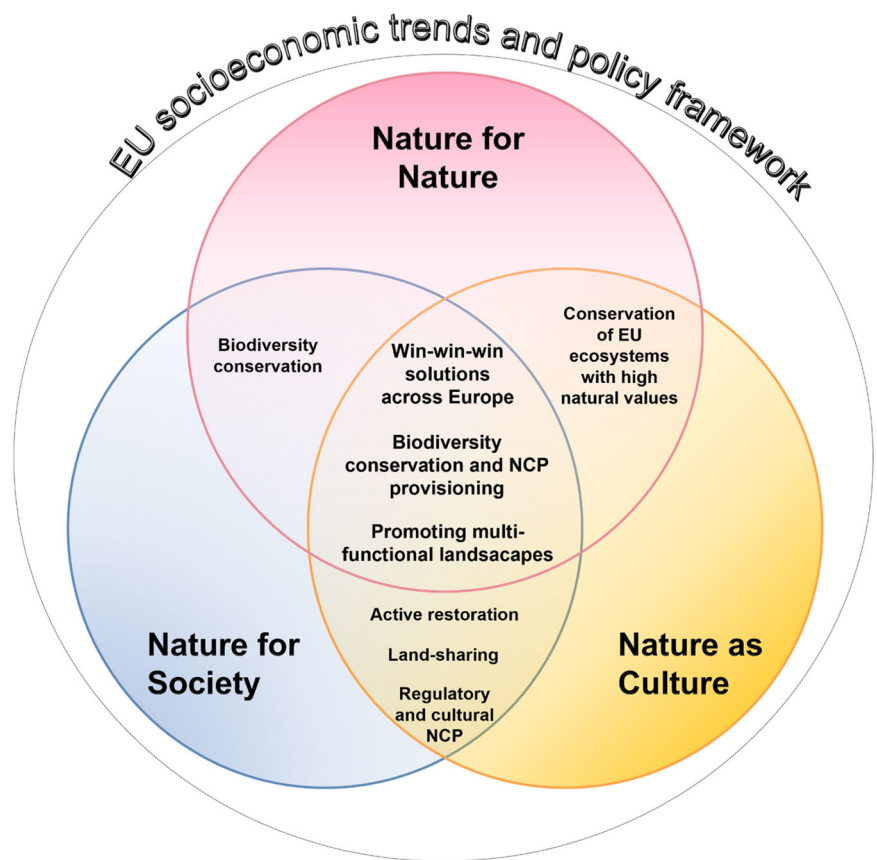 EU socioeconomic trends and policy framework
Nature for
Nature
Biodiversity
conservation
Win-win-win
solutions
across Europe
Conservation
of EU
ecosystems
with high
natural values
Biodiversity
conservation and NCP
provisioning
Promoting multi-
functional landsacapes
Active restoration
Land-sharing
Regulatory
and cultural
NCP
Nature for
Society
Nature as
Culture